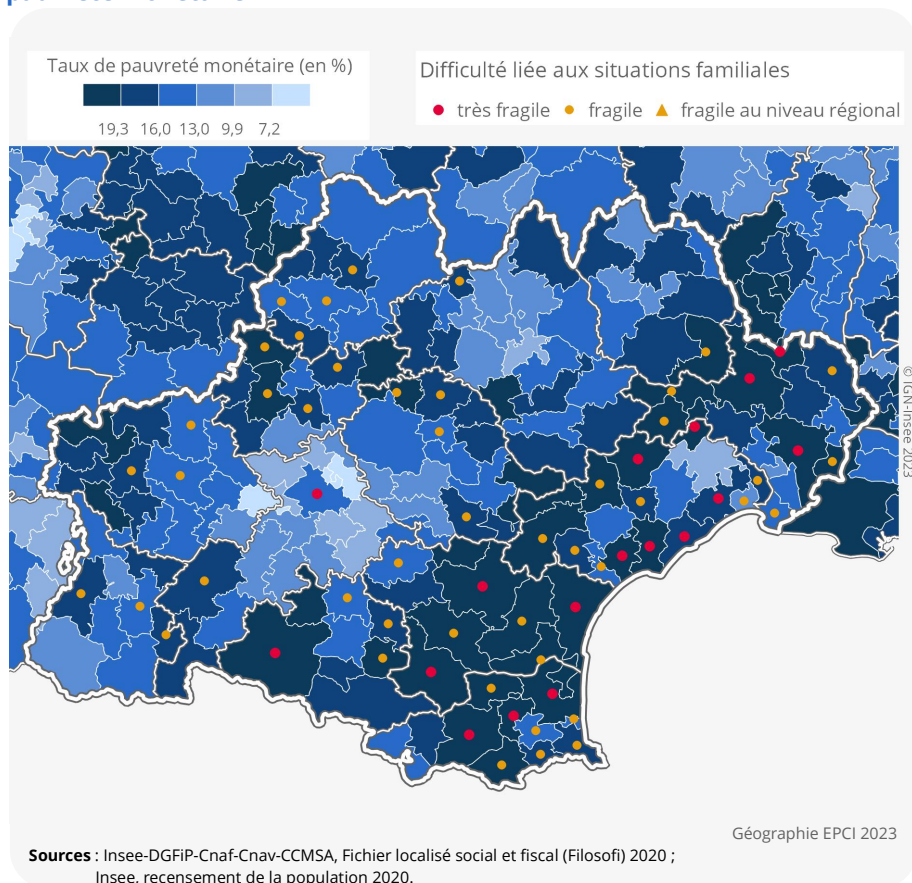 Taux de pauvreté monétaire (en %)
19,3 16,0 13,0 9,9 7,2
Difficulté liée aux situations familiales
très fragile fragile fragile au niveau régional
© IGN-Insee 2023
Géographie EPCI 2023
Sources : Insee-DGFiP-Cnaf-Cnav-CCMSA, Fichier localisé social et fiscal (Filosofi) 2020 ;
Insee, recensement de la population 2020.